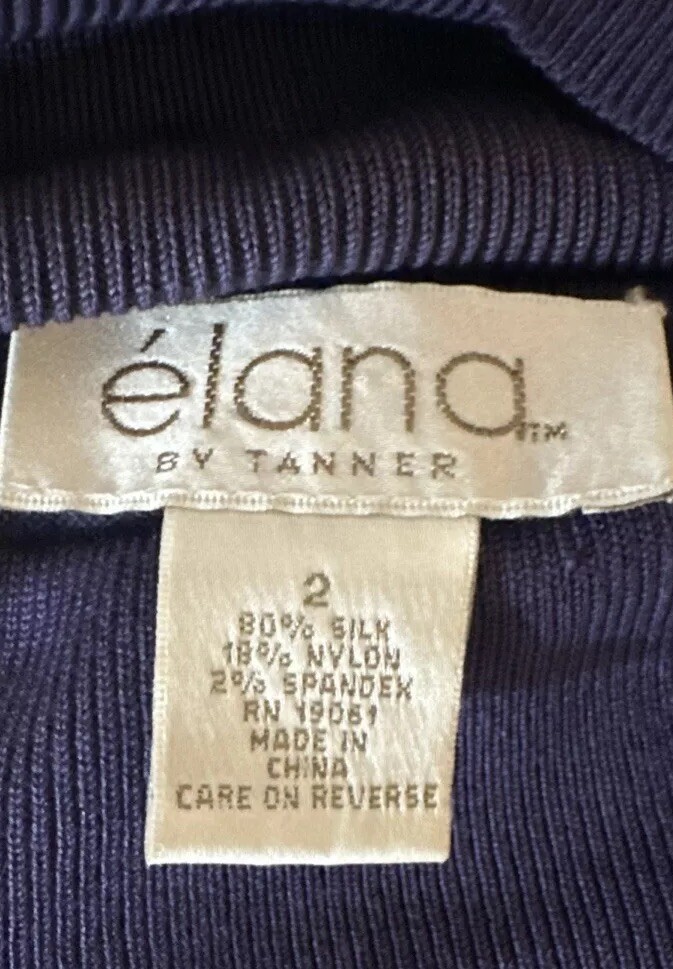 élana™
BY TANNER
2
80% SILK
18% NYLON
2% SPANDEX
RN 19061
MADE IN
CHINA
CARE ON REVERSE